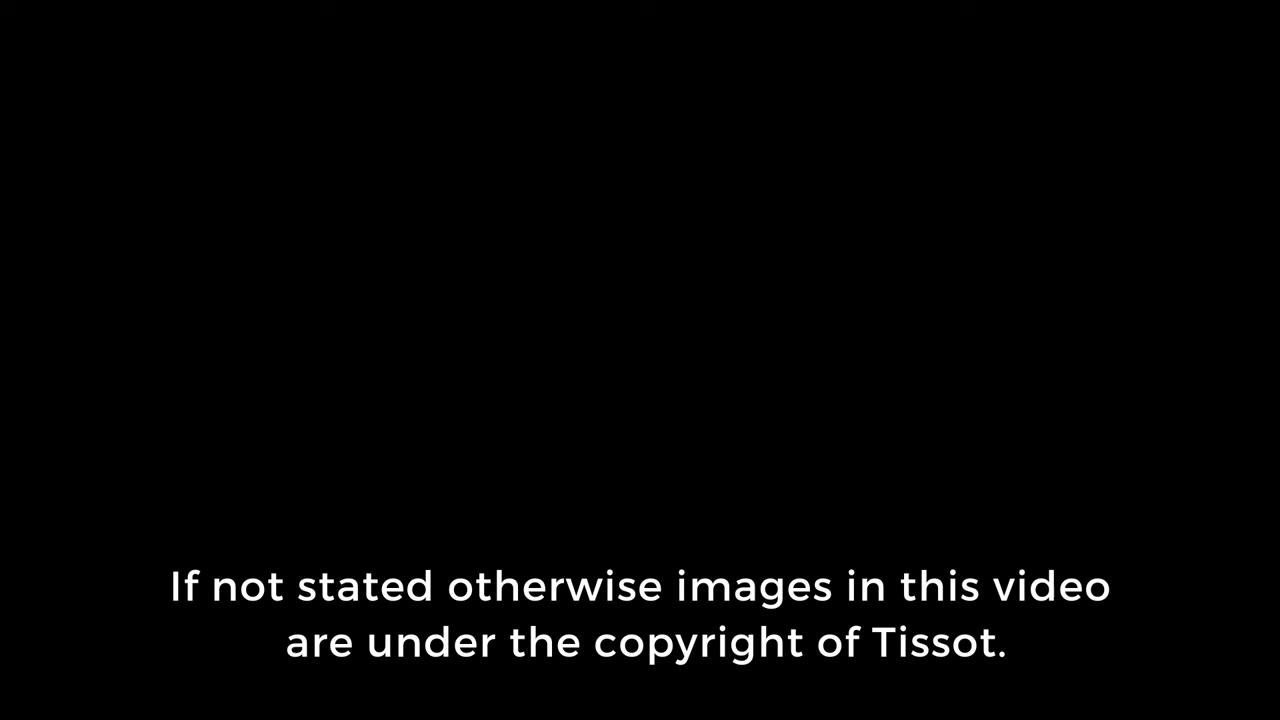 If not stated otherwise images in this video
are under the copyright of Tissot.